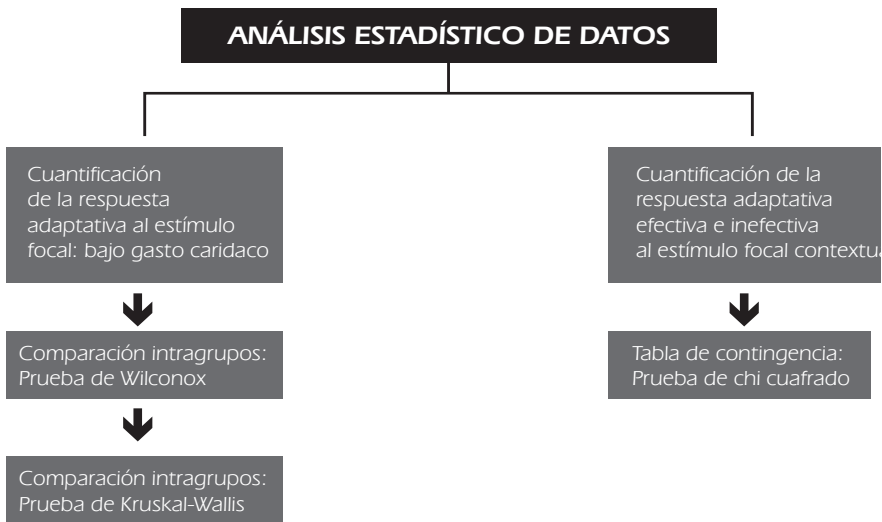 ANÁLISIS ESTADÍSTICO DE DATOS
Cuantificación
de la respuesta
adaptativa al estímulo
focal: bajo gasto caridaco
Comparación intragrupos:
Prueba de Wilconox
Comparación intragrupos:
Prueba de Kruskal-Wallis
Cuantificación de la
respuesta adaptativa
efectiva e inefectiva
al estímulo focal contextua
Tabla de contingencia:
Prueba de chi cuafrado